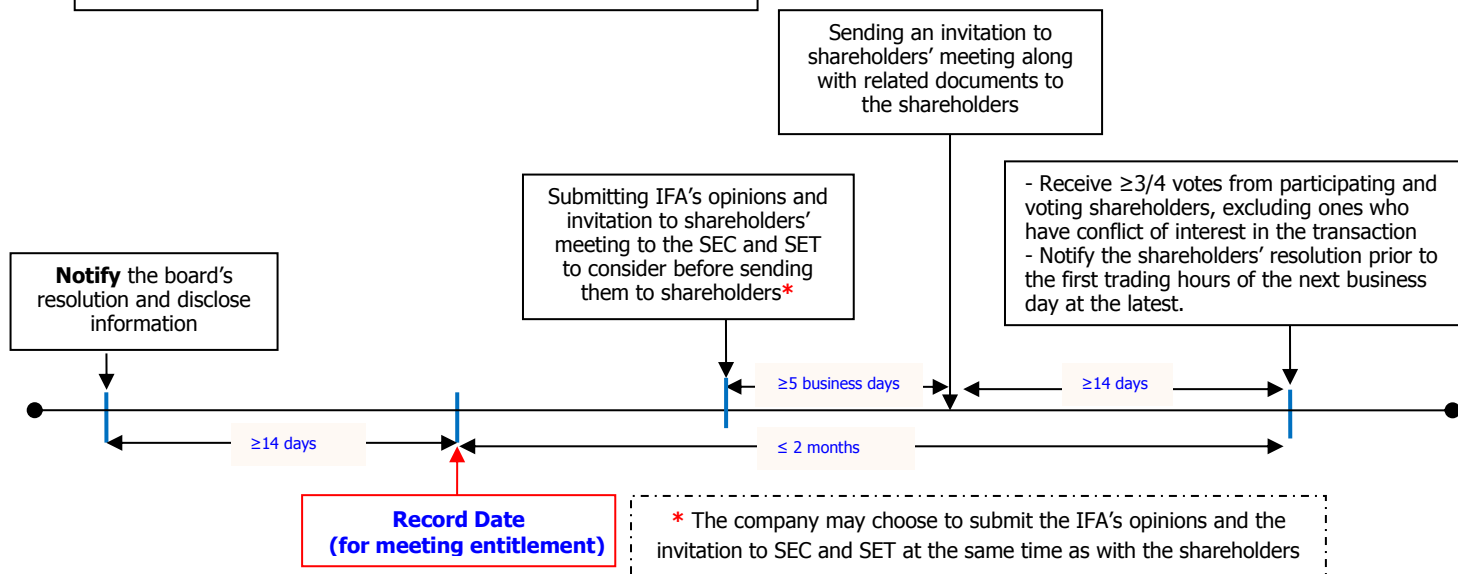 Sending an invitation to
shareholders’ meeting along
with related documents to
the shareholders
Submitting IFA’s opinions and
invitation to shareholders’
meeting to the SEC and SET
to consider before sending
them to shareholders*
- Receive ≥3/4 votes from participating and
voting shareholders, excluding ones who
have conflict of interest in the transaction
- Notify the shareholders’ resolution prior to
the first trading hours of the next business
day at the latest.
Notify the board’s
resolution and disclose
information
≥5 business days
≥14 days
≥14 days
≤ 2 months
Record Date
(for meeting entitlement)
* The company may choose to submit the IFA’s opinions and the
invitation to SEC and SET at the same time as with the shareholders